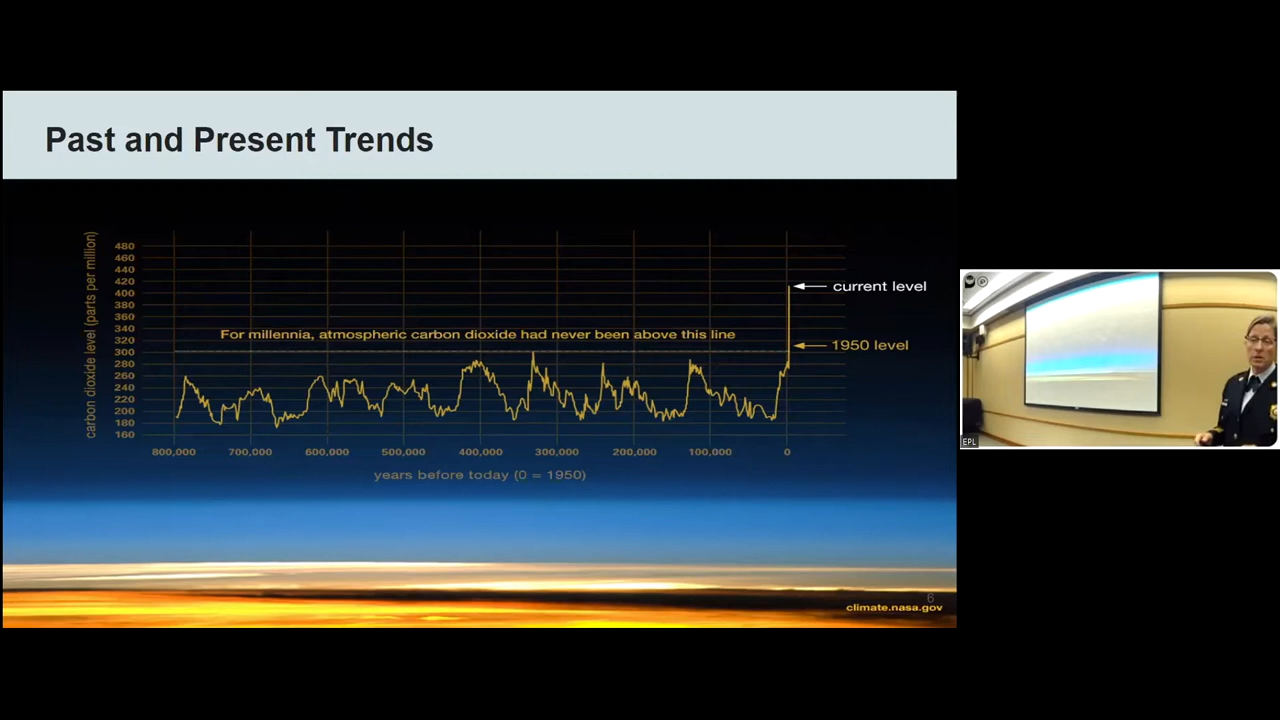 Past and Present Trends
carbon dioxide level (parts per million)
480
460
440
420
400
380
360
340
320
300
280
260
240
220
200
180
160
For millennia, atmospheric carbon dioxide had never been above this line
current level
1950 level
800,000 700,000 600,000 500,000 400,000 300,000 200,000 100,000 0
years before today (0 = 1950)
6
climate.nasa.gov
EPL